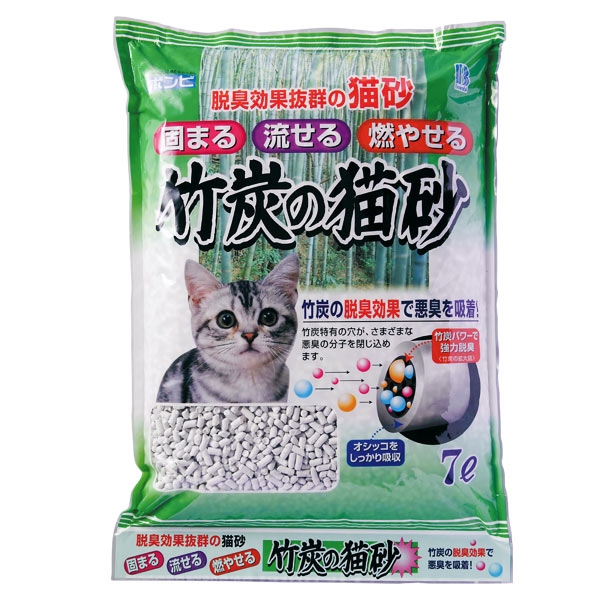 ボンビ
脱臭効果抜群の猫砂
固まる 流せる 燃やせる
竹炭の猫砂
竹炭の脱臭効果で悪臭を吸着!
竹炭特有の穴が、さまざまな
悪臭の分子を閉じ込め
ます。
竹炭パワーで
強力脱臭
〈竹炭の拡大図〉
オシッコを
しっかり吸収
7ℓ
脱臭効果抜群の猫砂
固まる 流せる 燃やせる
竹炭の猫砂
竹炭の脱臭効果で
悪臭を吸着!